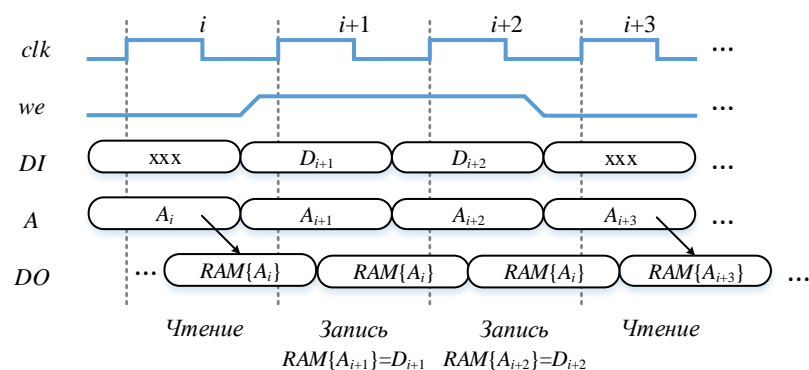 i i+1 i+2 i+3
clk ...
we ...
DI xxx D_{i+1} D_{i+2} xxx ...
A A_i A_{i+1} A_{i+2} A_{i+3} ...
DO ... RAM{A_i} RAM{A_i} RAM{A_i} RAM{A_{i+3}} ...
Чтение Запись Запись Чтение
RAM{A_{i+1}}=D_{i+1} RAM{A_{i+2}}=D_{i+2}